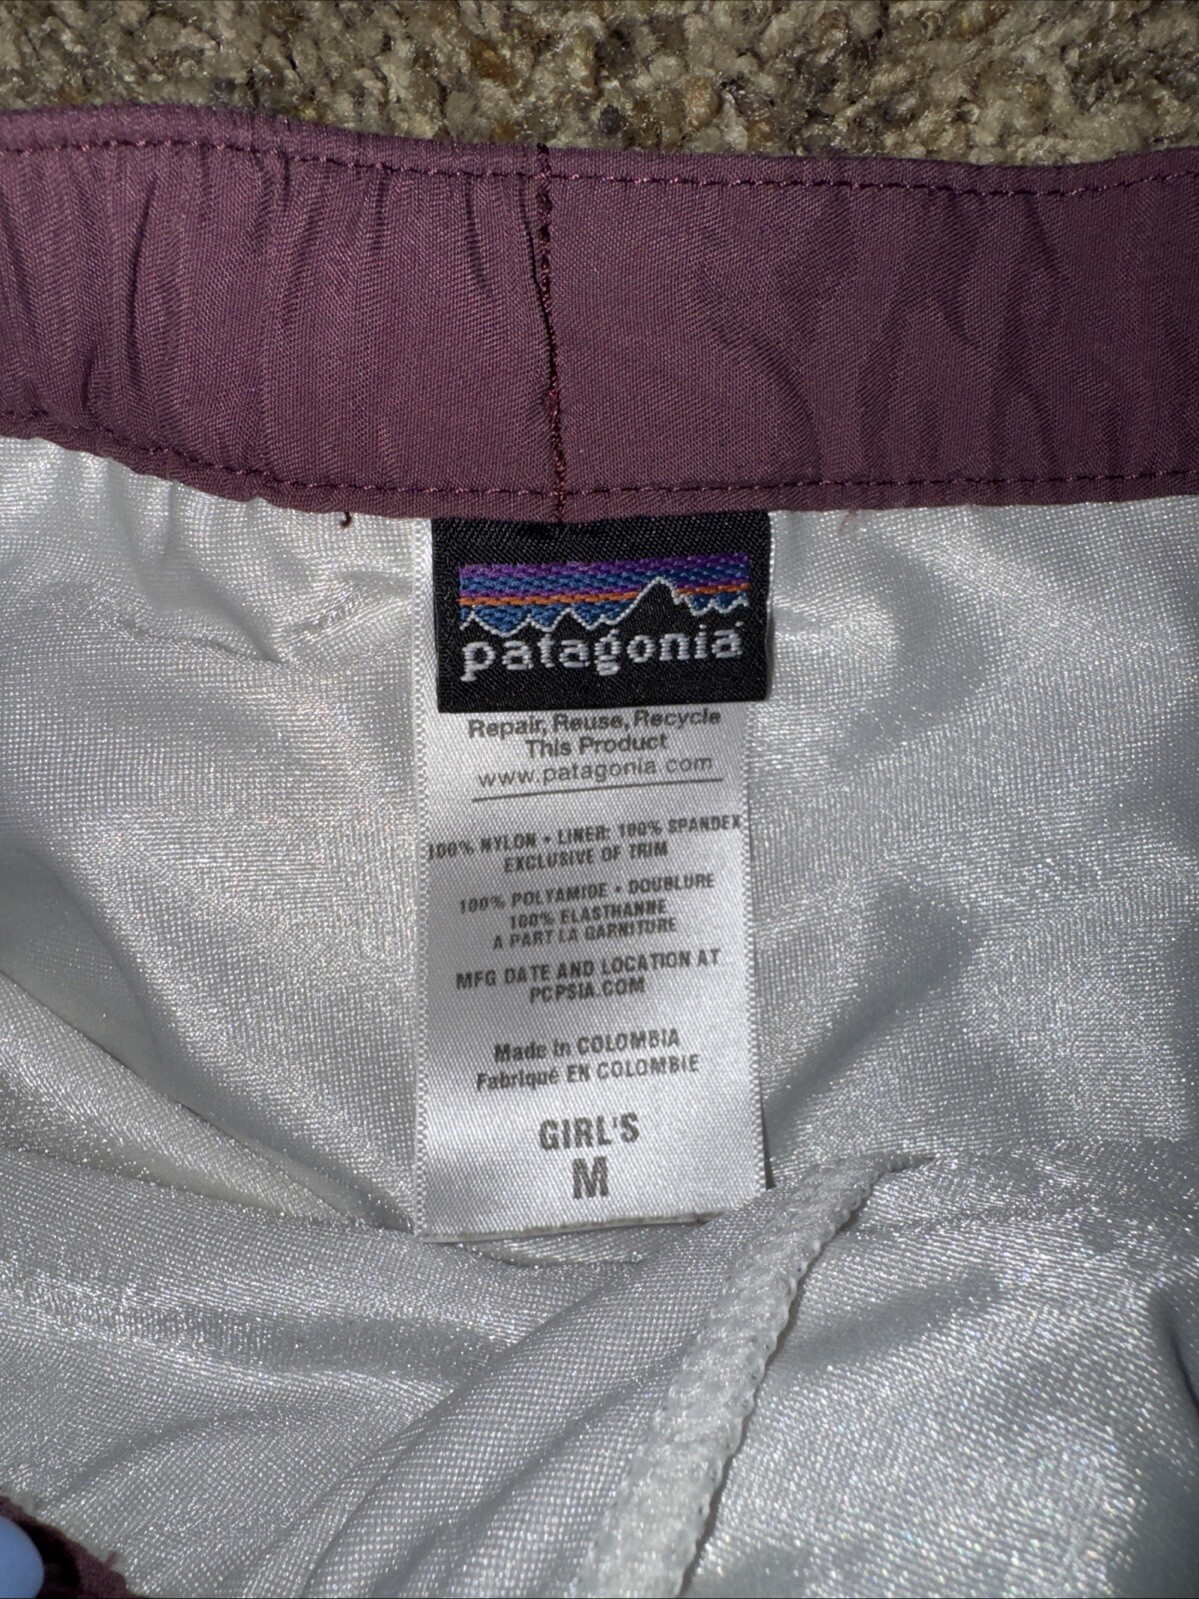 patagonia
Repair, Reuse, Recycle
This Product
www.patagonia.com
100% NYLON • LINER: 100% SPANDEX
EXCLUSIVE OF TRIM
100% POLYAMIDE • DOUBLURE
100% ELASTHANNE
A PART LA GARNITURE
MFG DATE AND LOCATION AT
PCPSIA.COM
Made in COLOMBIA
Fabriqué EN COLOMBIE
GIRL'S
M